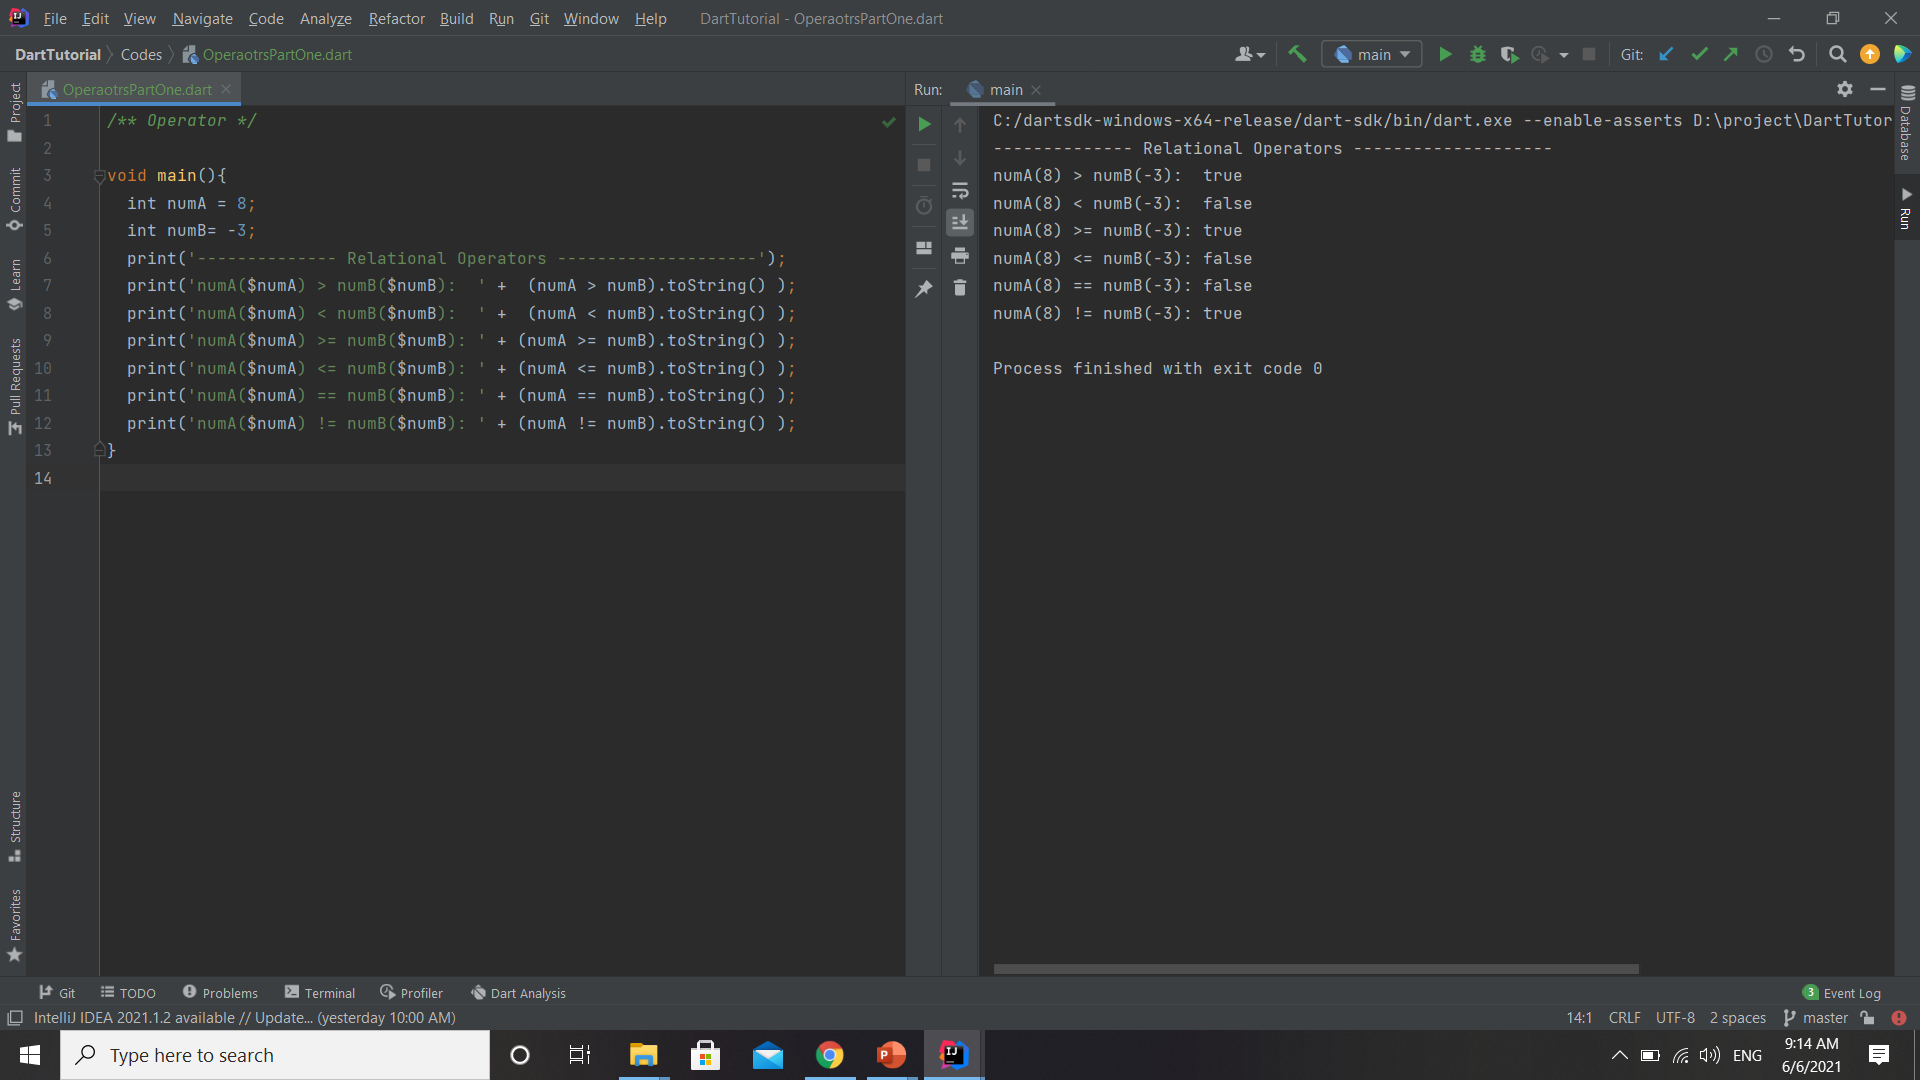 File Edit View Navigate Code Analyze Refactor Build Run Git Window Help DartTutorial - OperaotrsPartOne.dart
DartTutorial Codes OperaotrsPartOne.dart main Git:
OperaotrsPartOne.dart
Run: main
Project
Commit
Learn
Pull Requests
Structure
Favorites
1 /** Operator */
2
3 void main(){
4 int numA = 8;
5 int numB= -3;
6 print('-------------- Relational Operators --------------------');
7 print('numA($numA) > numB($numB):  ' +  (numA > numB).toString() );
8 print('numA($numA) < numB($numB):  ' +  (numA < numB).toString() );
9 print('numA($numA) >= numB($numB): ' + (numA >= numB).toString() );
10 print('numA($numA) <= numB($numB): ' + (numA <= numB).toString() );
11 print('numA($numA) == numB($numB): ' + (numA == numB).toString() );
12 print('numA($numA) != numB($numB): ' + (numA != numB).toString() );
13 }
14
C:/dartsdk-windows-x64-release/dart-sdk/bin/dart.exe --enable-asserts D:\project\DartTutor
-------------- Relational Operators --------------------
numA(8) > numB(-3):  true
numA(8) < numB(-3):  false
numA(8) >= numB(-3): true
numA(8) <= numB(-3): false
numA(8) == numB(-3): false
numA(8) != numB(-3): true
Process finished with exit code 0
Database
Run
Git TODO Problems Terminal Profiler Dart Analysis 3 Event Log
IntelliJ IDEA 2021.1.2 available // Update... (yesterday 10:00 AM) 14:1 CRLF UTF-8 2 spaces master
Type here to search
ENG
9:14 AM
6/6/2021